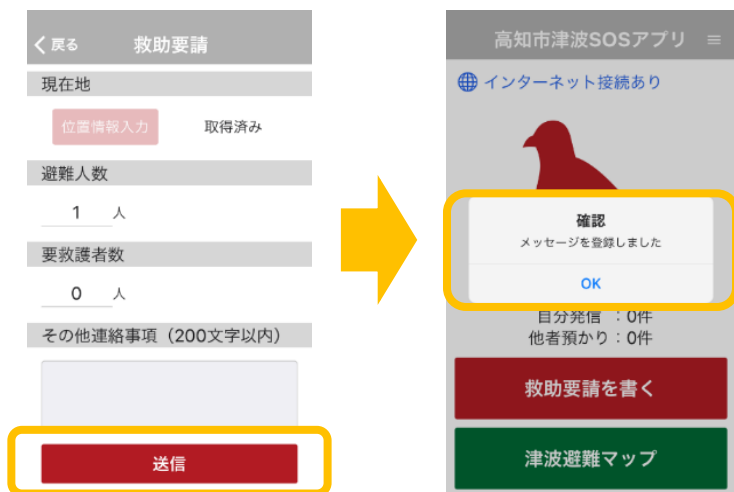 戻る 救助要請
現在地
位置情報入力 取得済み
避難人数
1 人
要救護者数
0 人
その他連絡事項（200文字以内）
送信
高知市津波SOSアプリ
インターネット接続あり
確認
メッセージを登録しました
OK
自分発信 ：0件
他者預かり：0件
救助要請を書く
津波避難マップ